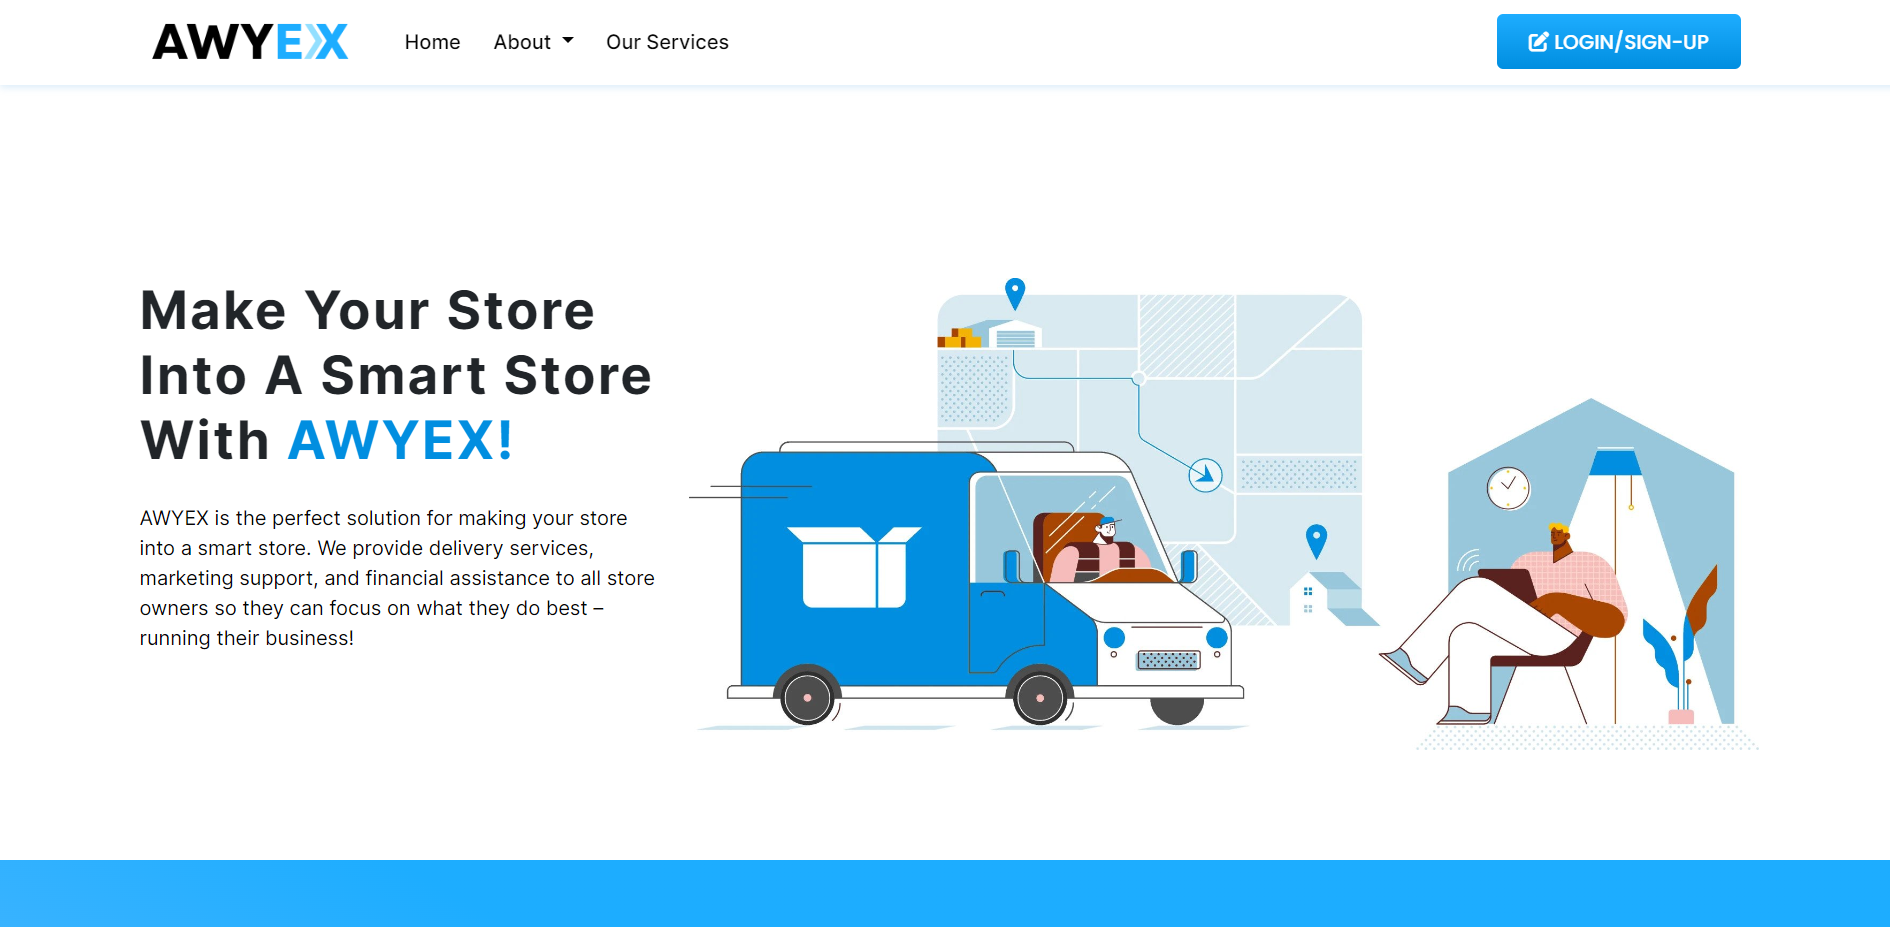 AWYEX
Home
About
Our Services
LOGIN/SIGN-UP
Make Your Store
Into A Smart Store
With AWYEX!
AWYEX is the perfect solution for making your store
into a smart store. We provide delivery services,
marketing support, and financial assistance to all store
owners so they can focus on what they do best –
running their business!